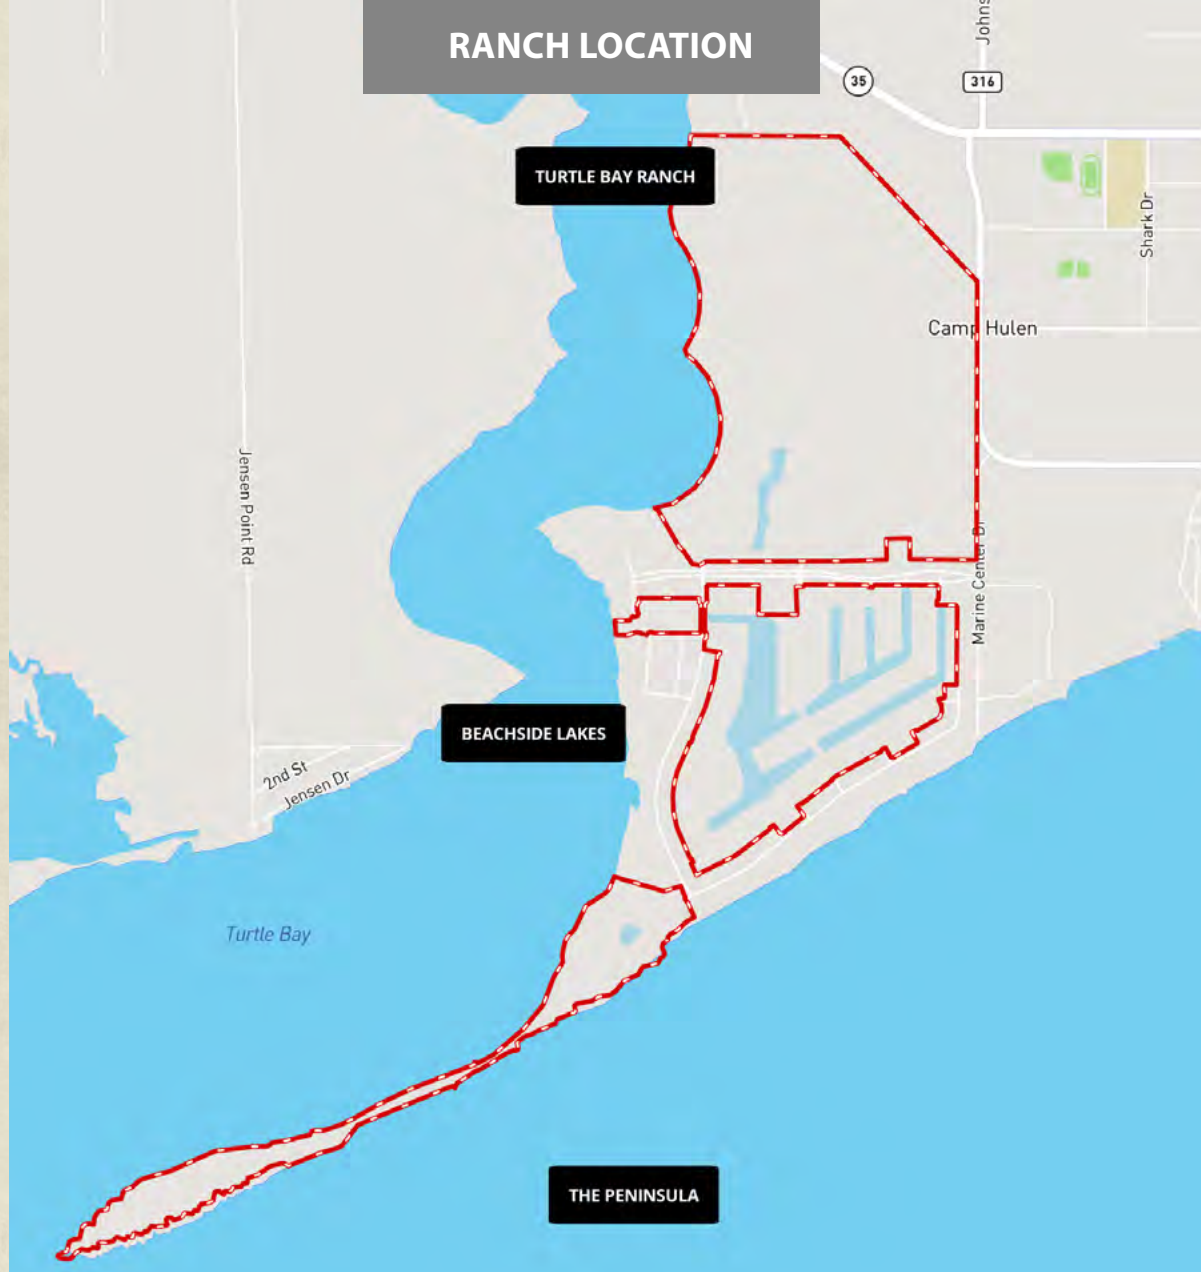 RANCH LOCATION
Johns
35
316
TURTLE BAY RANCH
Shark Dr
Camp Hulen
Jensen Point Rd
Marine Center Dr
BEACHSIDE LAKES
2nd St
Jensen Dr
Turtle Bay
THE PENINSULA